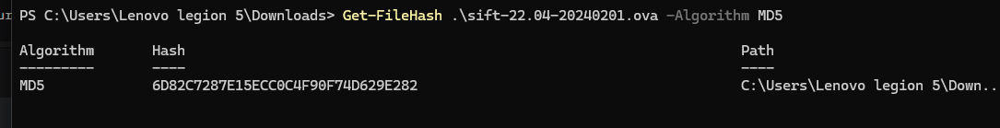 PS C:\Users\Lenovo legion 5\Downloads> Get-FileHash .\sift-22.04-20240201.ova -Algorithm MD5
Algorithm Hash Path
--------- ---- ----
MD5 6D82C7287E15ECC0C4F90F74D629E282 C:\Users\Lenovo legion 5\Down..